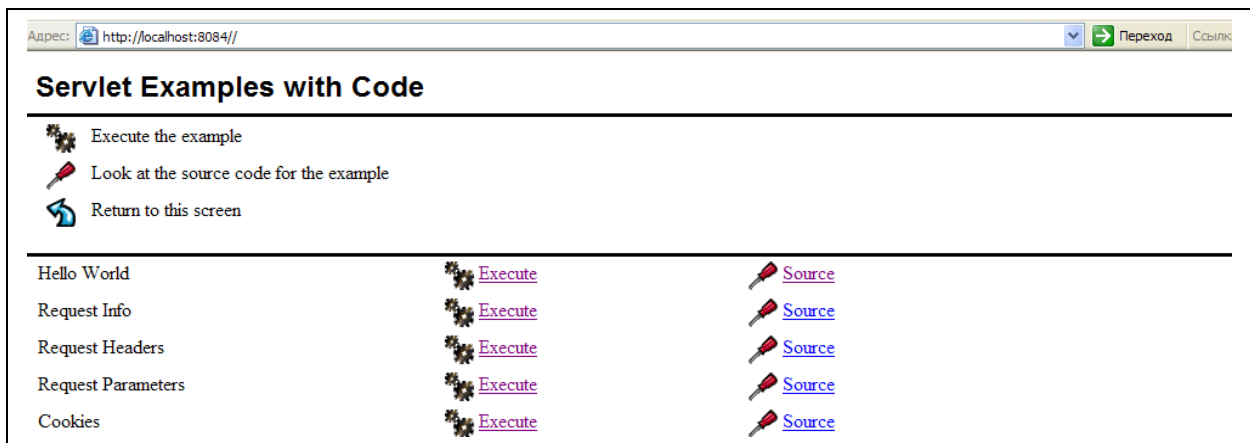 Адрес: http://localhost:8084// Переход
Servlet Examples with Code
Execute the example
Look at the source code for the example
Return to this screen
Hello World Execute Source
Request Info Execute Source
Request Headers Execute Source
Request Parameters Execute Source
Cookies Execute Source